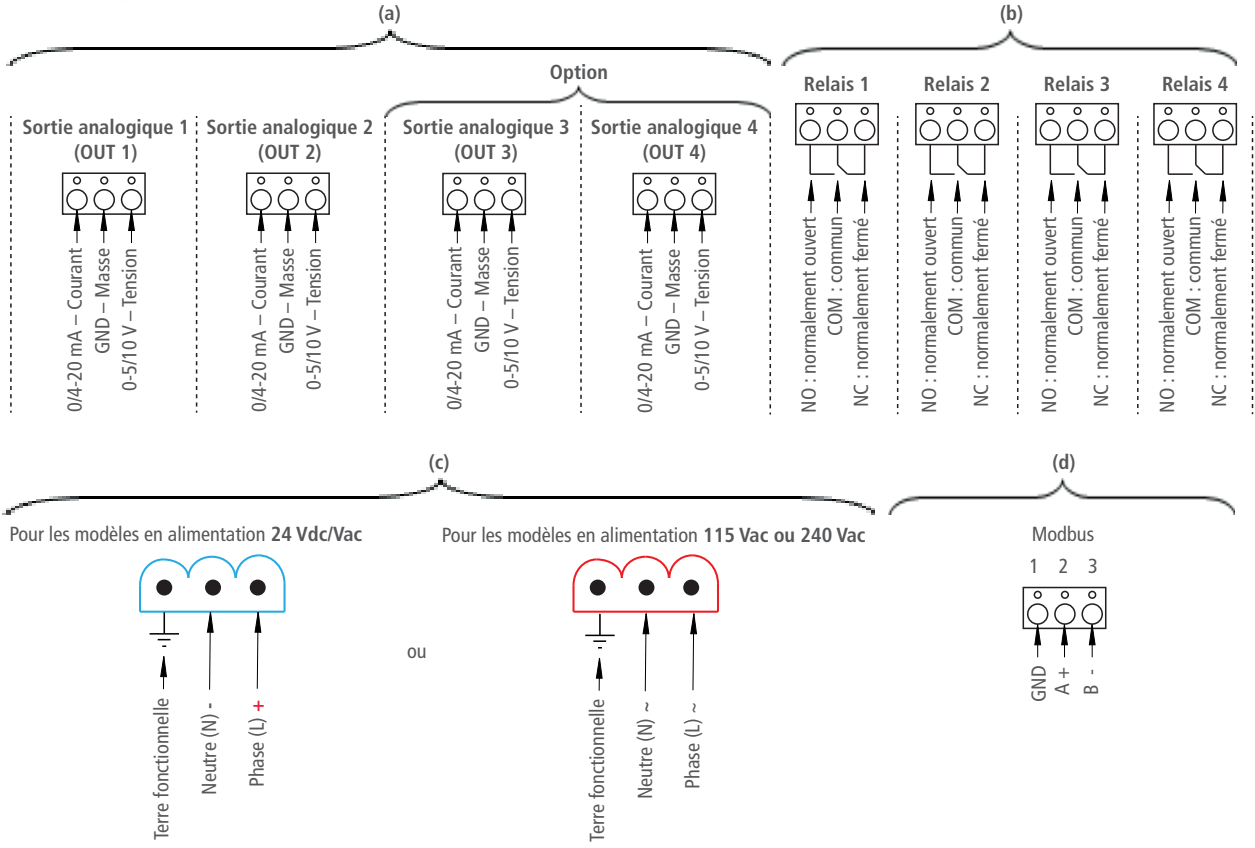 (a)
(b)
Option
Relais 1
Relais 2
Relais 3
Relais 4
Sortie analogique 1
(OUT 1)
Sortie analogique 2
(OUT 2)
Sortie analogique 3
(OUT 3)
Sortie analogique 4
(OUT 4)
0/4-20 mA – Courant
GND – Masse
0-5/10 V – Tension
0/4-20 mA – Courant
GND – Masse
0-5/10 V – Tension
0/4-20 mA – Courant
GND – Masse
0-5/10 V – Tension
0/4-20 mA – Courant
GND – Masse
0-5/10 V – Tension
NO : normalement ouvert
COM : commun
NC : normalement fermé
NO : normalement ouvert
COM : commun
NC : normalement fermé
NO : normalement ouvert
COM : commun
NC : normalement fermé
NO : normalement ouvert
COM : commun
NC : normalement fermé
(c)
(d)
Pour les modèles en alimentation 24 Vdc/Vac
Terre fonctionnelle
Neutre (N) -
Phase (L) +
ou
Pour les modèles en alimentation 115 Vac ou 240 Vac
Terre fonctionnelle
Neutre (N) ~
Phase (L) ~
Modbus
1 2 3
GND
A +
B -